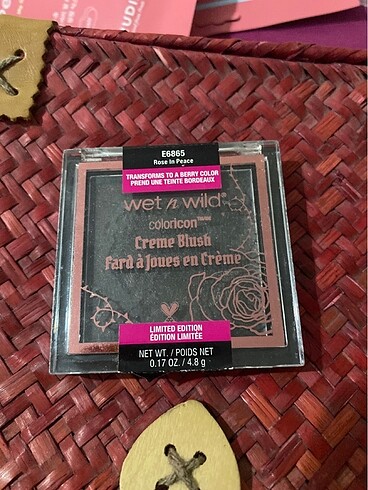 E6865
Rose In Peace
TRANSFORMS TO A BERRY COLOR
PREND UNE TEINTE BORDEAUX
wet n wild®
coloricon
Creme Blush
Fard à Joues en Crème
LIMITED EDITION
ÉDITION LIMITÉE
NET WT. / POIDS NET
0.17 OZ. / 4.8 g